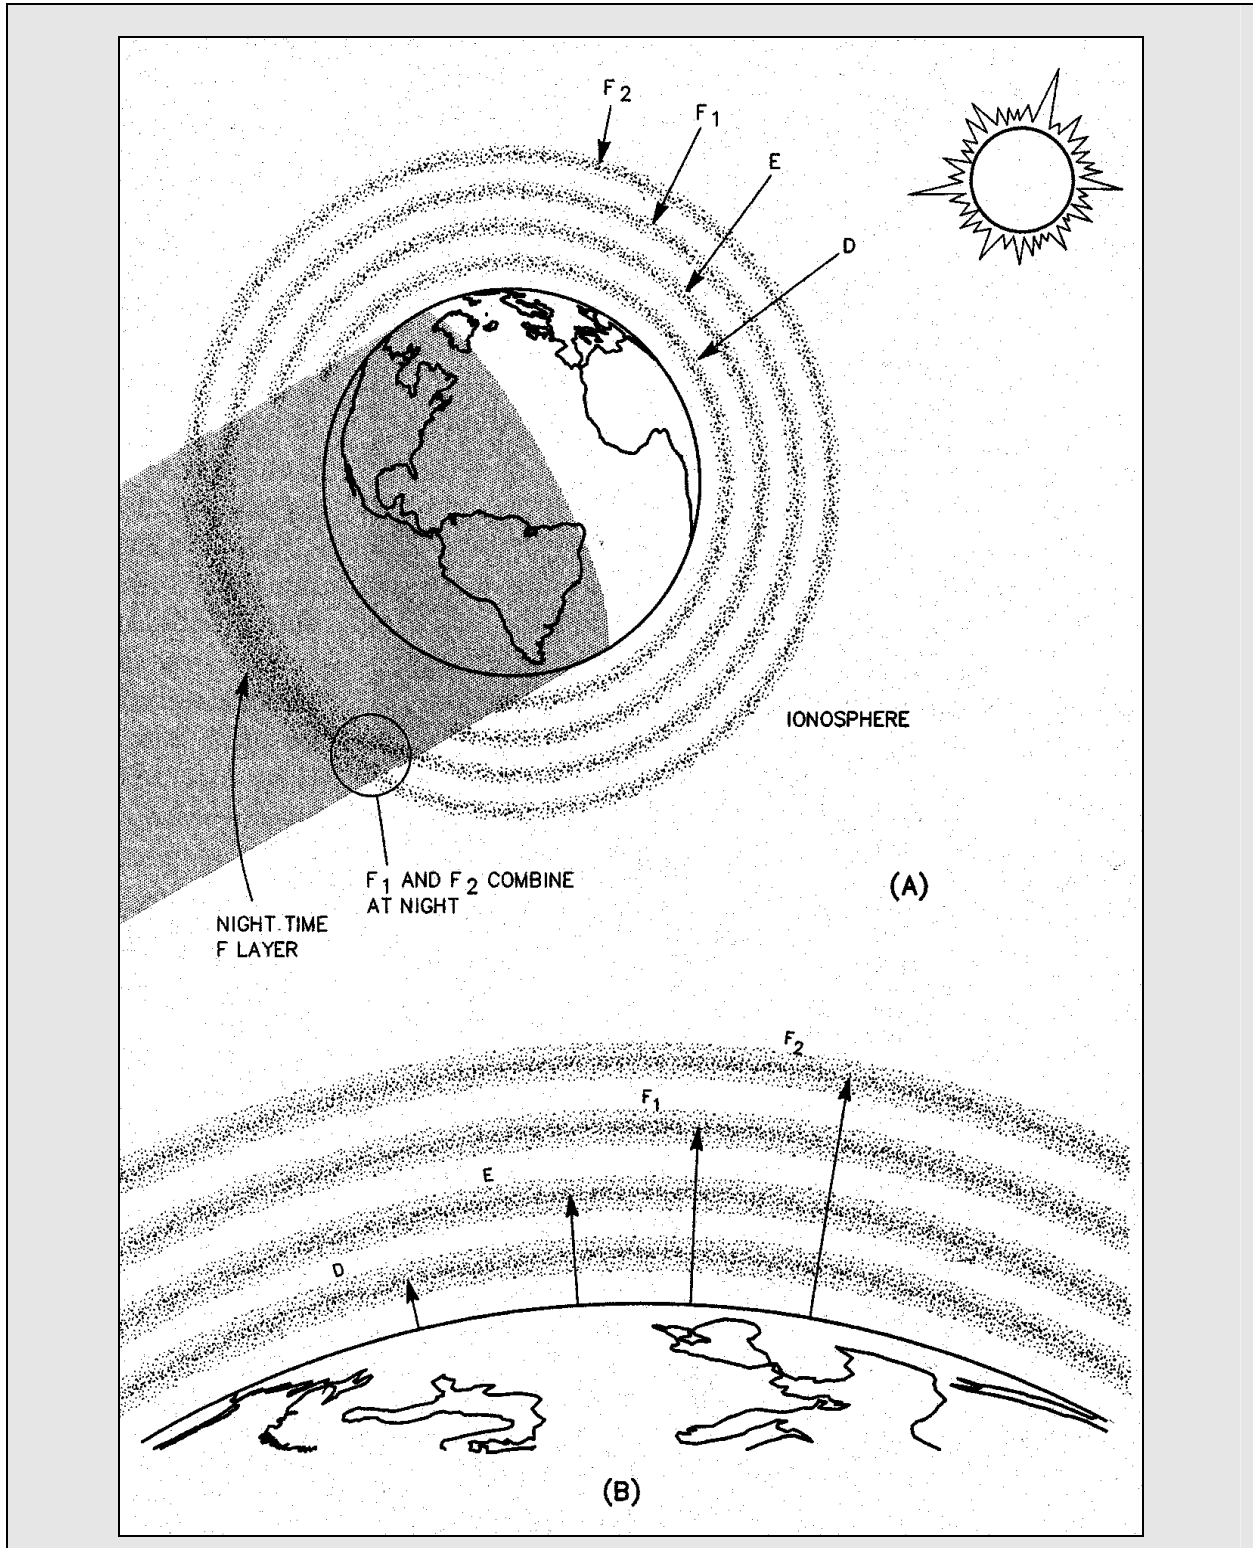 F2
F1
E
D
IONOSPHERE
F1 AND F2 COMBINE
AT NIGHT
(A)
NIGHT TIME
F LAYER
F2
F1
E
D
(B)